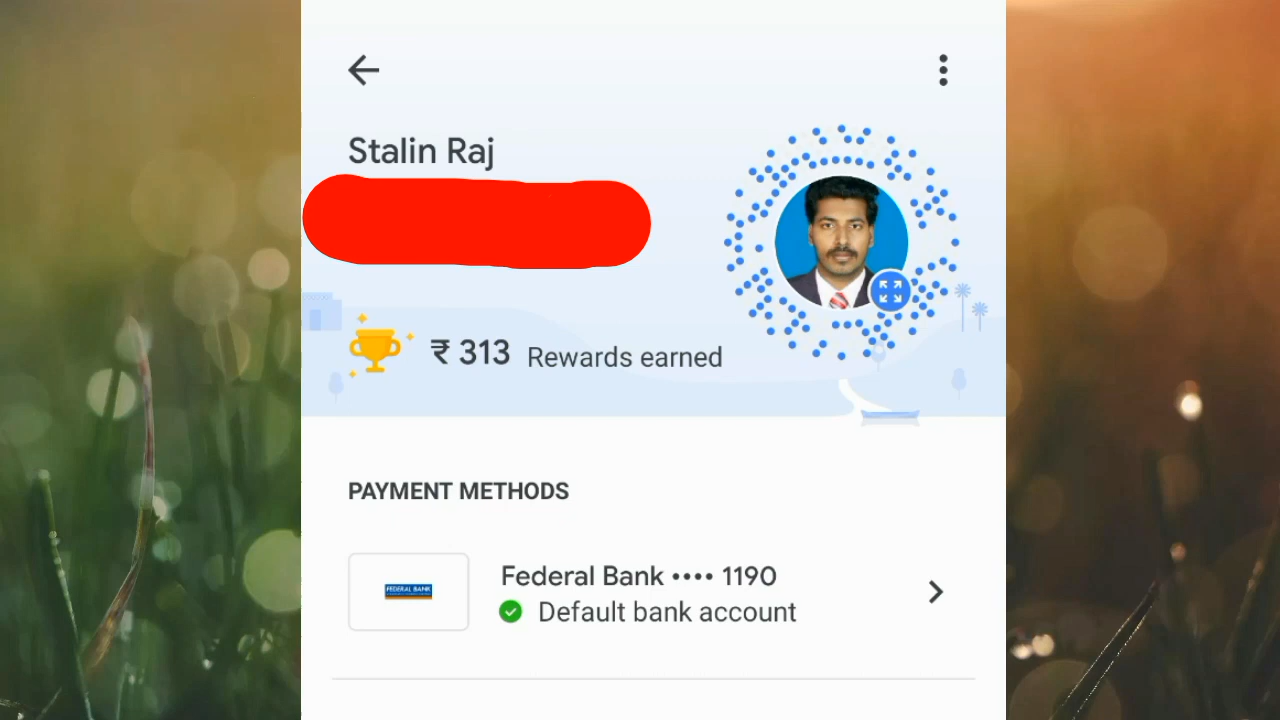 Stalin Raj
₹ 313 Rewards earned
PAYMENT METHODS
FEDERAL BANK
Federal Bank •••• 1190
Default bank account